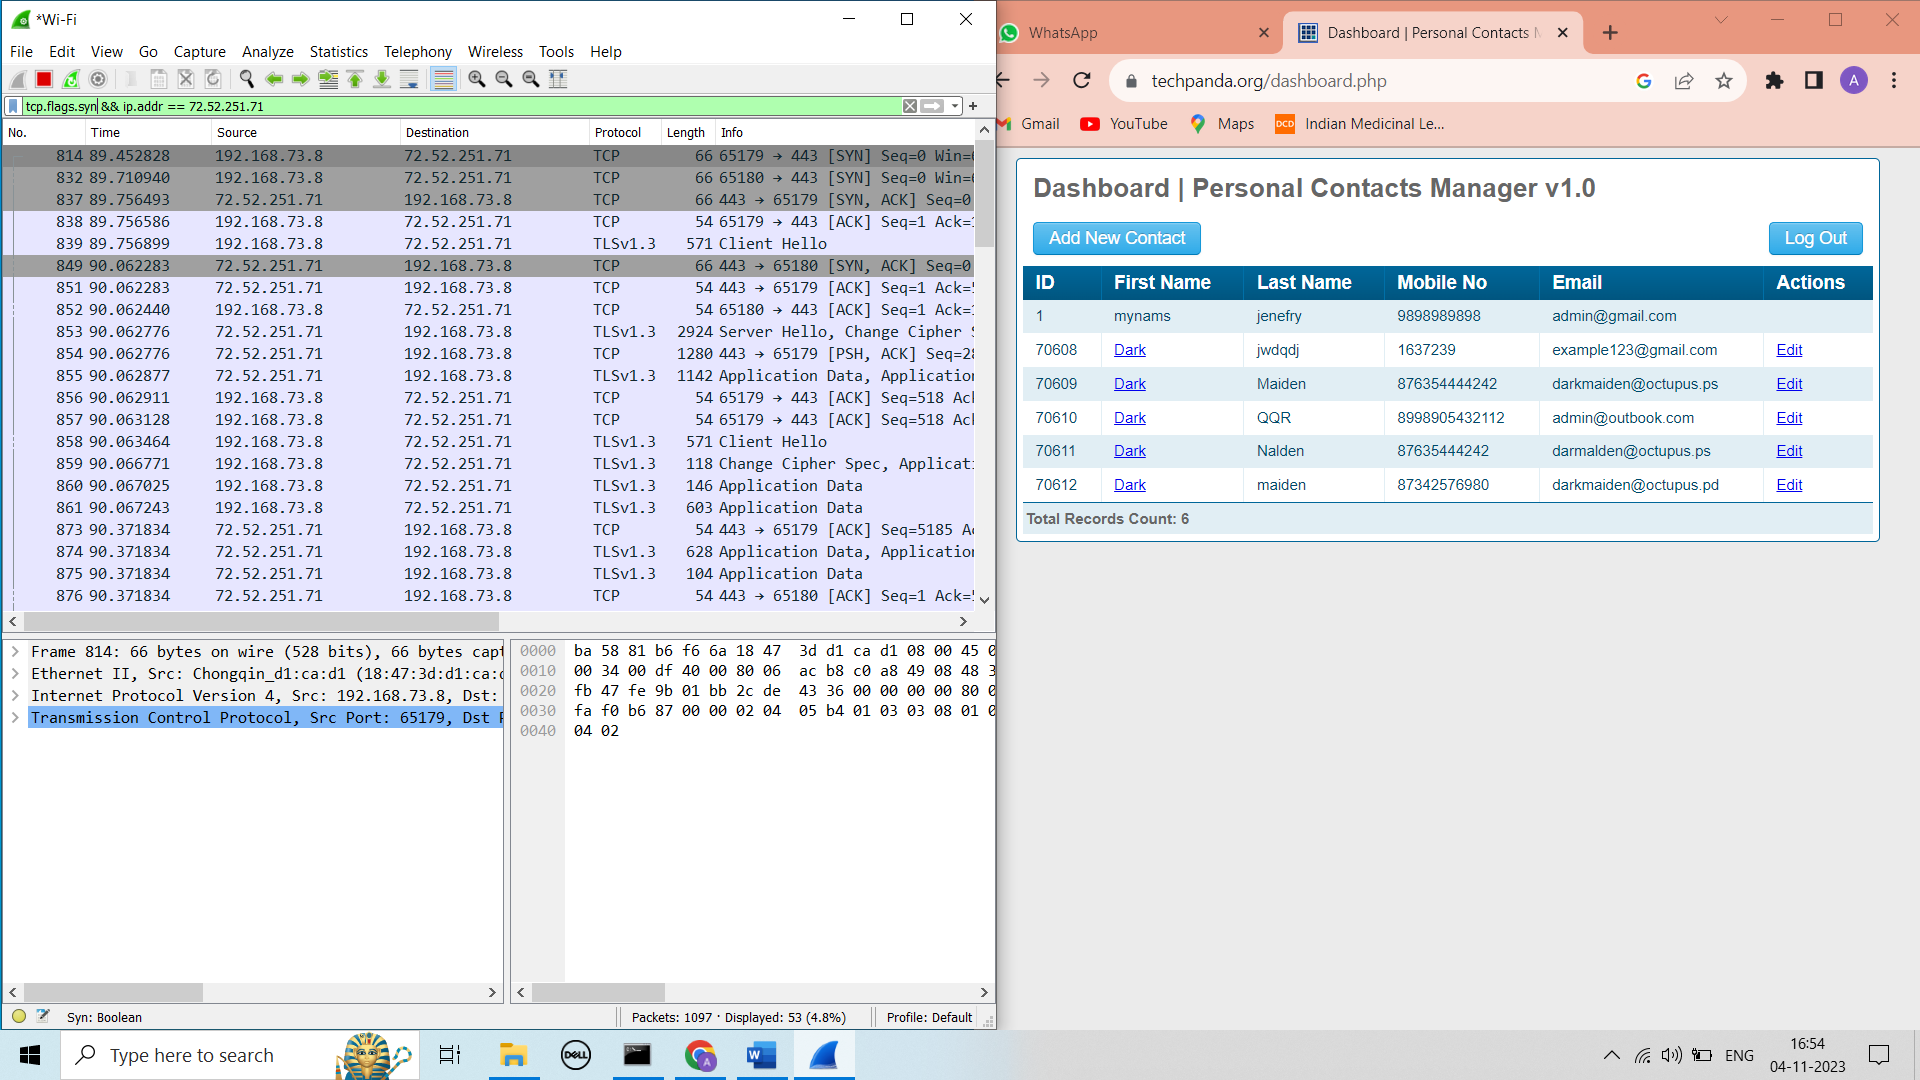 *Wi-Fi
File Edit View Go Capture Analyze Statistics Telephony Wireless Tools Help
tcp.flags.syn && ip.addr == 72.52.251.71
No. Time Source Destination Protocol Length Info
814 89.452828 192.168.73.8 72.52.251.71 TCP 66 65179 → 443 [SYN] Seq=0 Win=
832 89.710940 192.168.73.8 72.52.251.71 TCP 66 65180 → 443 [SYN] Seq=0 Win=
837 89.756493 72.52.251.71 192.168.73.8 TCP 66 443 → 65179 [SYN, ACK] Seq=0
838 89.756586 192.168.73.8 72.52.251.71 TCP 54 65179 → 443 [ACK] Seq=1 Ack=
839 89.756899 192.168.73.8 72.52.251.71 TLSv1.3 571 Client Hello
849 90.062283 72.52.251.71 192.168.73.8 TCP 66 443 → 65180 [SYN, ACK] Seq=0
851 90.062283 72.52.251.71 192.168.73.8 TCP 54 443 → 65179 [ACK] Seq=1 Ack=
852 90.062440 192.168.73.8 72.52.251.71 TCP 54 65180 → 443 [ACK] Seq=1 Ack=
853 90.062776 72.52.251.71 192.168.73.8 TLSv1.3 2924 Server Hello, Change Cipher
854 90.062776 72.52.251.71 192.168.73.8 TCP 1280 443 → 65179 [PSH, ACK] Seq=28
855 90.062877 72.52.251.71 192.168.73.8 TLSv1.3 1142 Application Data, Application
856 90.062911 192.168.73.8 72.52.251.71 TCP 54 65179 → 443 [ACK] Seq=518 Ack
857 90.063128 192.168.73.8 72.52.251.71 TCP 54 65179 → 443 [ACK] Seq=518 Ack
858 90.063464 192.168.73.8 72.52.251.71 TLSv1.3 571 Client Hello
859 90.066771 192.168.73.8 72.52.251.71 TLSv1.3 118 Change Cipher Spec, Applicat
860 90.067025 192.168.73.8 72.52.251.71 TLSv1.3 146 Application Data
861 90.067243 192.168.73.8 72.52.251.71 TLSv1.3 603 Application Data
873 90.371834 72.52.251.71 192.168.73.8 TCP 54 443 → 65179 [ACK] Seq=5185 A
874 90.371834 72.52.251.71 192.168.73.8 TLSv1.3 628 Application Data, Application
875 90.371834 72.52.251.71 192.168.73.8 TLSv1.3 104 Application Data
876 90.371834 72.52.251.71 192.168.73.8 TCP 54 443 → 65180 [ACK] Seq=1 Ack=
Frame 814: 66 bytes on wire (528 bits), 66 bytes capt
Ethernet II, Src: Chongqin_d1:ca:d1 (18:47:3d:d1:ca:d
Internet Protocol Version 4, Src: 192.168.73.8, Dst:
Transmission Control Protocol, Src Port: 65179, Dst P
0000 ba 58 81 b6 f6 6a 18 47 3d d1 ca d1 08 00 45 0
0010 00 34 00 df 40 00 80 06 ac b8 c0 a8 49 08 48 3
0020 fb 47 fe 9b 01 bb 2c de 43 36 00 00 00 00 80 0
0030 fa f0 b6 87 00 00 02 04 05 b4 01 03 03 08 01 0
0040 04 02
Syn: Boolean
Packets: 1097 · Displayed: 53 (4.8%)
Profile: Default
WhatsApp
Dashboard | Personal Contacts M
techpanda.org/dashboard.php
A
Gmail YouTube Maps DCD Indian Medicinal Le...
Dashboard | Personal Contacts Manager v1.0
Add New Contact
Log Out
ID First Name Last Name Mobile No Email Actions
1 mynams jenefry 9898989898 admin@gmail.com
70608 Dark jwdqdj 1637239 example123@gmail.com Edit
70609 Dark Maiden 876354444242 darkmaiden@octupus.ps Edit
70610 Dark QQR 8998905432112 admin@outbook.com Edit
70611 Dark Nalden 87635444242 darmalden@octupus.ps Edit
70612 Dark maiden 87342576980 darkmaiden@octupus.pd Edit
Total Records Count: 6
Type here to search
DELL
A
W
ENG
16:54
04-11-2023